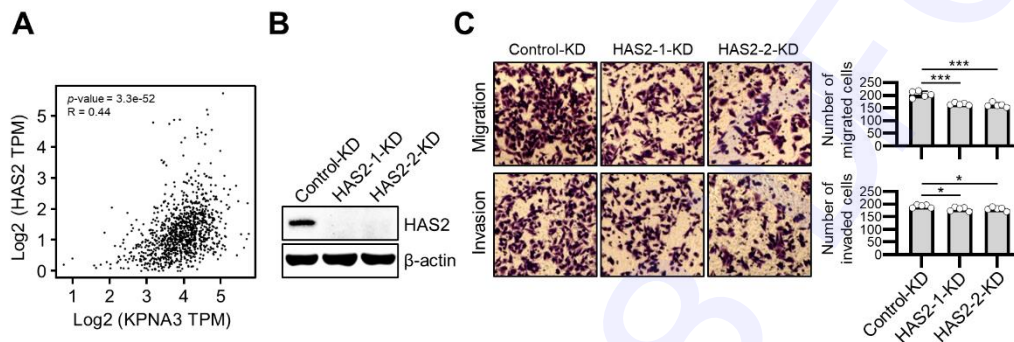 A
p-value = 3.3e-52
R = 0.44
Log2 (HAS2 TPM)
5
4
3
2
1
0
1 2 3 4 5
Log2 (KPNA3 TPM)
B
Control-KD
HAS2-1-KD
HAS2-2-KD
HAS2
β-actin
C
Control-KD HAS2-1-KD HAS2-2-KD
Migration
Invasion
Number of
migrated cells
250
200
150
100
50
0
***
***
Number of
invaded cells
250
200
150
100
50
0
*
*
Control-KD
HAS2-1-KD
HAS2-2-KD